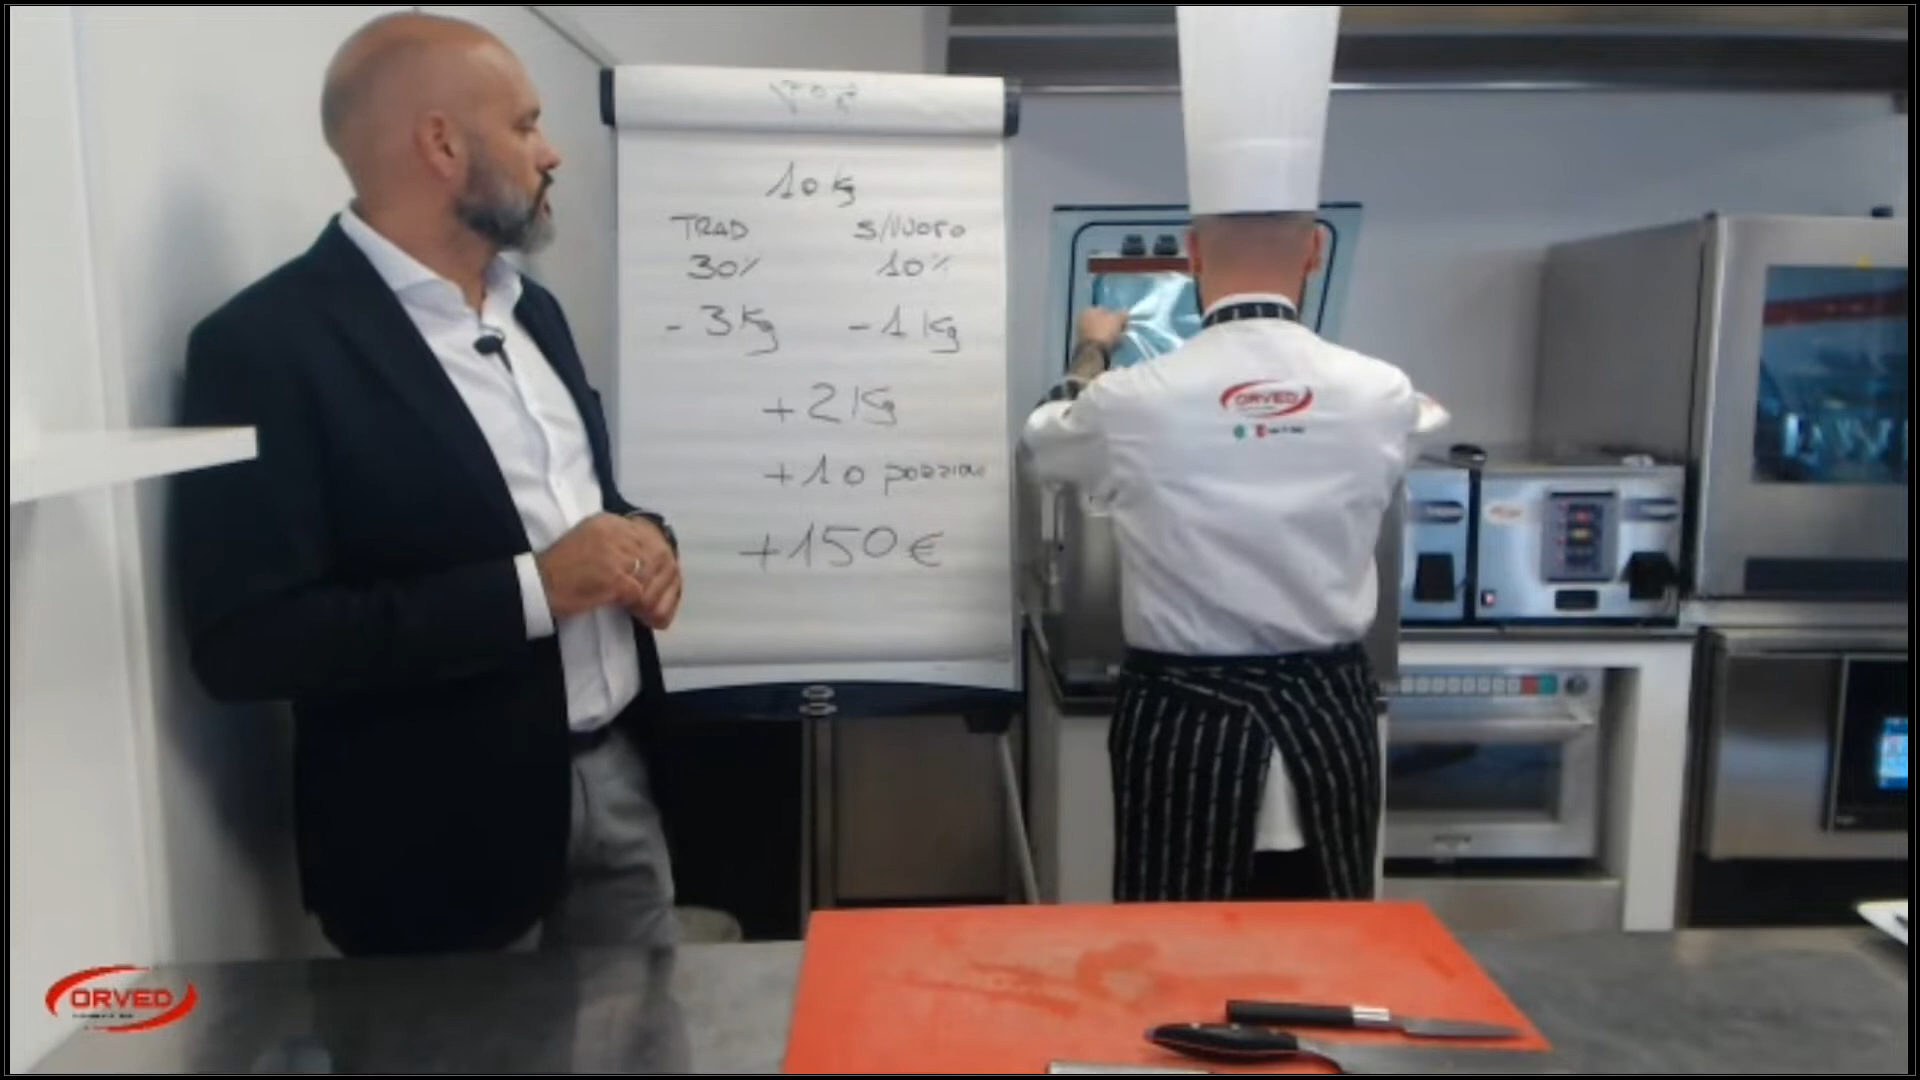 10 Kg
TRAD S/VUOTO
30% 10%
- 3 Kg - 1 Kg
+ 2 Kg
+ 10 porzioni
+ 150 €
ORVED
ORVED